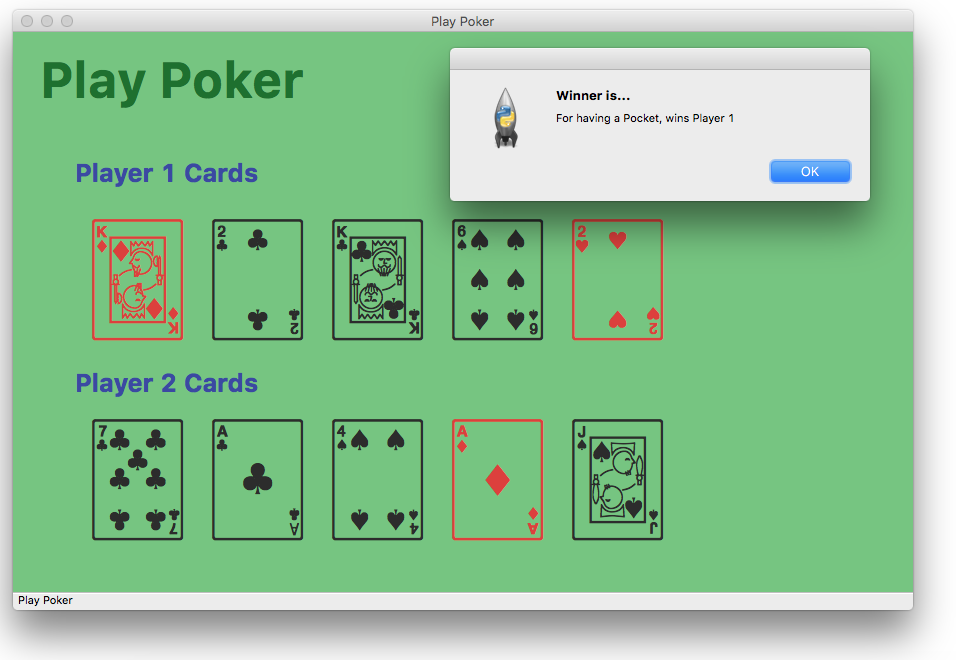 Play Poker
Play Poker
Winner is...
For having a Pocket, wins Player 1
OK
Player 1 Cards
K 2 K 6 2
K 2 K 6 2
Player 2 Cards
7 A 4 A J
7 A 4 A J
Play Poker